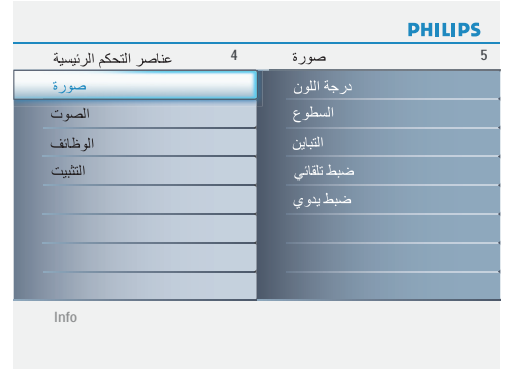 PHILIPS
عناصر التحكم الرئيسية 4
صورة 5
صورة
الصوت
الوظائف
التثبيت
درجة اللون
السطوع
التباين
ضبط تلقائي
ضبط يدوي
Info